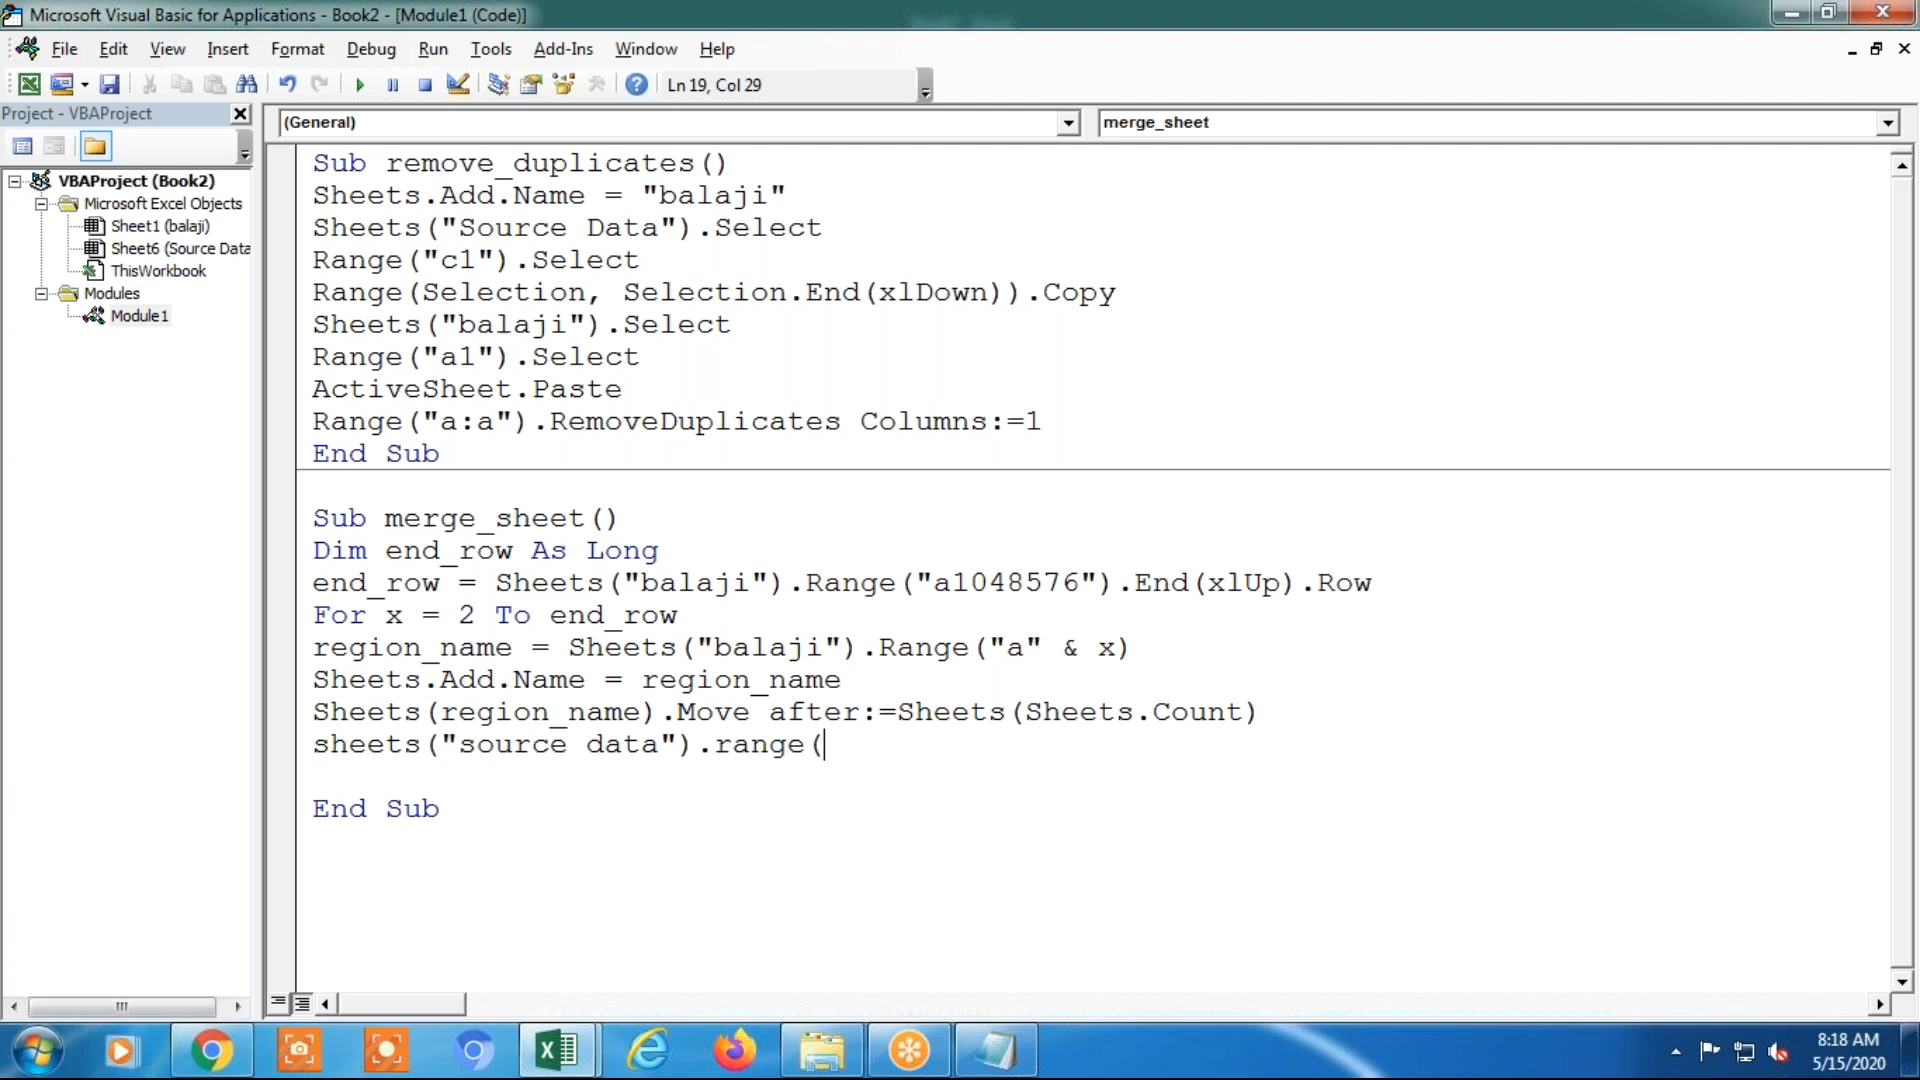 Microsoft Visual Basic for Applications - Book2 - [Module1 (Code)]
File Edit View Insert Format Debug Run Tools Add-Ins Window Help
Ln 19, Col 29
Project - VBAProject
(General)
merge_sheet
VBAProject (Book2)
Microsoft Excel Objects
Sheet1 (balaji)
Sheet6 (Source Data
ThisWorkbook
Modules
Module1
Sub remove_duplicates()
Sheets.Add.Name = "balaji"
Sheets("Source Data").Select
Range("c1").Select
Range(Selection, Selection.End(xlDown)).Copy
Sheets("balaji").Select
Range("a1").Select
ActiveSheet.Paste
Range("a:a").RemoveDuplicates Columns:=1
End Sub
Sub merge_sheet()
Dim end_row As Long
end_row = Sheets("balaji").Range("a1048576").End(xlUp).Row
For x = 2 To end_row
region_name = Sheets("balaji").Range("a" & x)
Sheets.Add.Name = region_name
Sheets(region_name).Move after:=Sheets(Sheets.Count)
sheets("source data").range(
End Sub
8:18 AM
5/15/2020